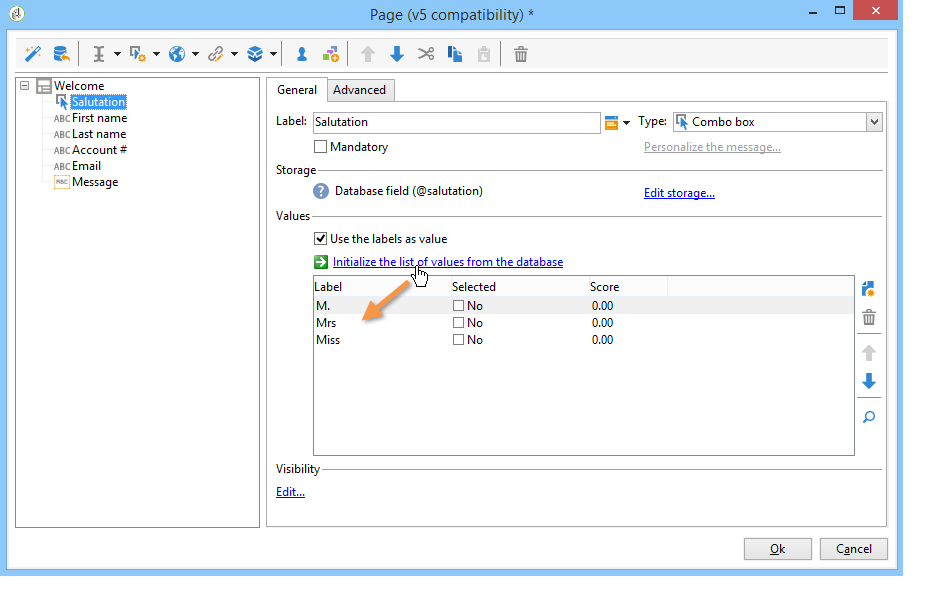 Page (v5 compatibility) *
Welcome
Salutation
ABC First name
ABC Last name
ABC Account #
ABC Email
ABC Message
General Advanced
Label: Salutation Type: Combo box
Mandatory Personalize the message...
Storage
? Database field (@salutation) Edit storage...
Values
Use the labels as value
Initialize the list of values from the database
Label Selected Score
M. No 0.00
Mrs No 0.00
Miss No 0.00
Visibility
Edit...
Ok Cancel